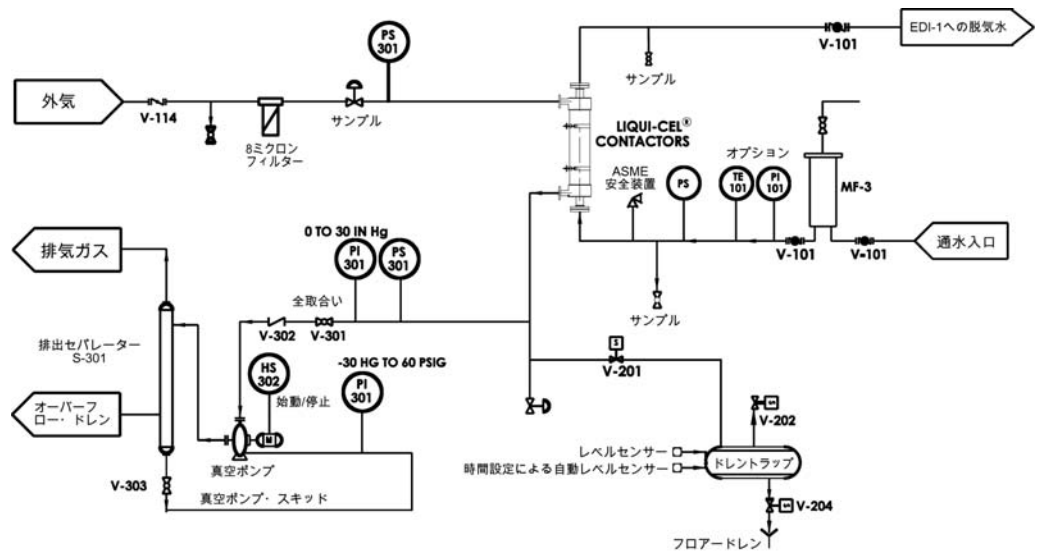 EDI-1への脱気水
V-101
サンプル
PS
301
外気
V-114
8ミクロン
フィルター
サンプル
LIQUI-CEL®
CONTACTORS
オプション
ASME
安全装置
PS
TE
101
PI
101
MF-3
通水入口
V-101
V-101
サンプル
排気ガス
0 TO 30 IN Hg
PI
301
PS
301
全取合い
V-302
V-301
排出セパレーター
S-301
-30 HG TO 60 PSIG
HS
302
PI
301
始動/停止
S
V-201
オーバーフ
ロー・ドレン
M
真空ポンプ
V-303
真空ポンプ・スキッド
S
V-202
レベルセンサー
時間設定による自動レベルセンサー
ドレントラップ
S
V-204
フロアードレン